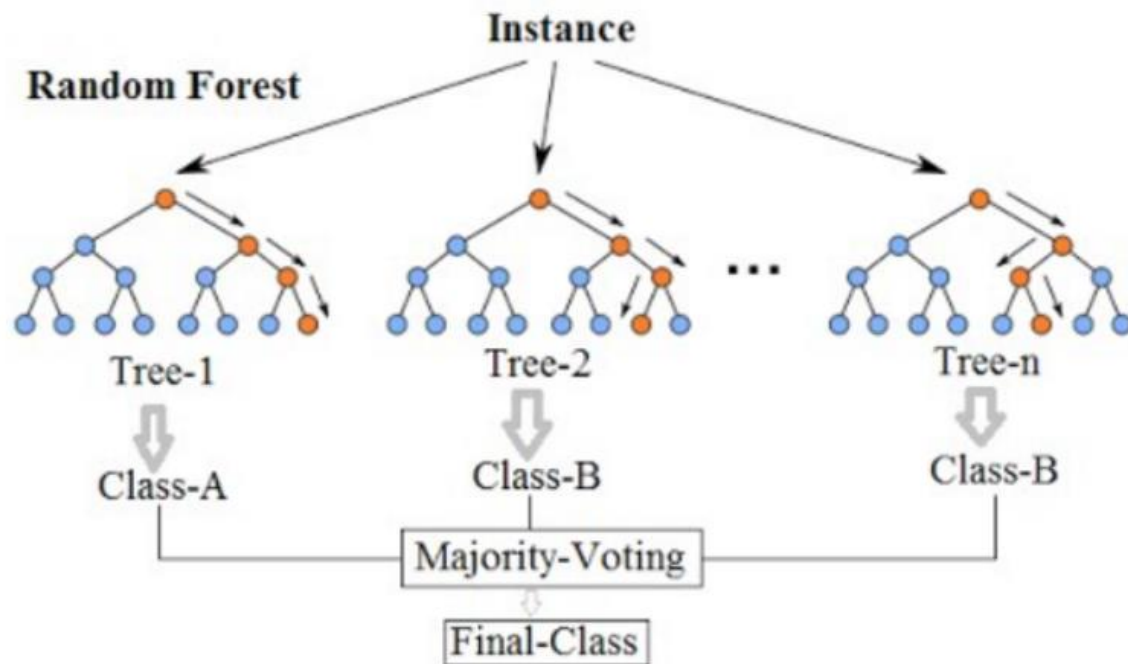 Instance
Random Forest
...
Tree-1
Tree-2
Tree-n
Class-A
Class-B
Class-B
Majority-Voting
Final-Class